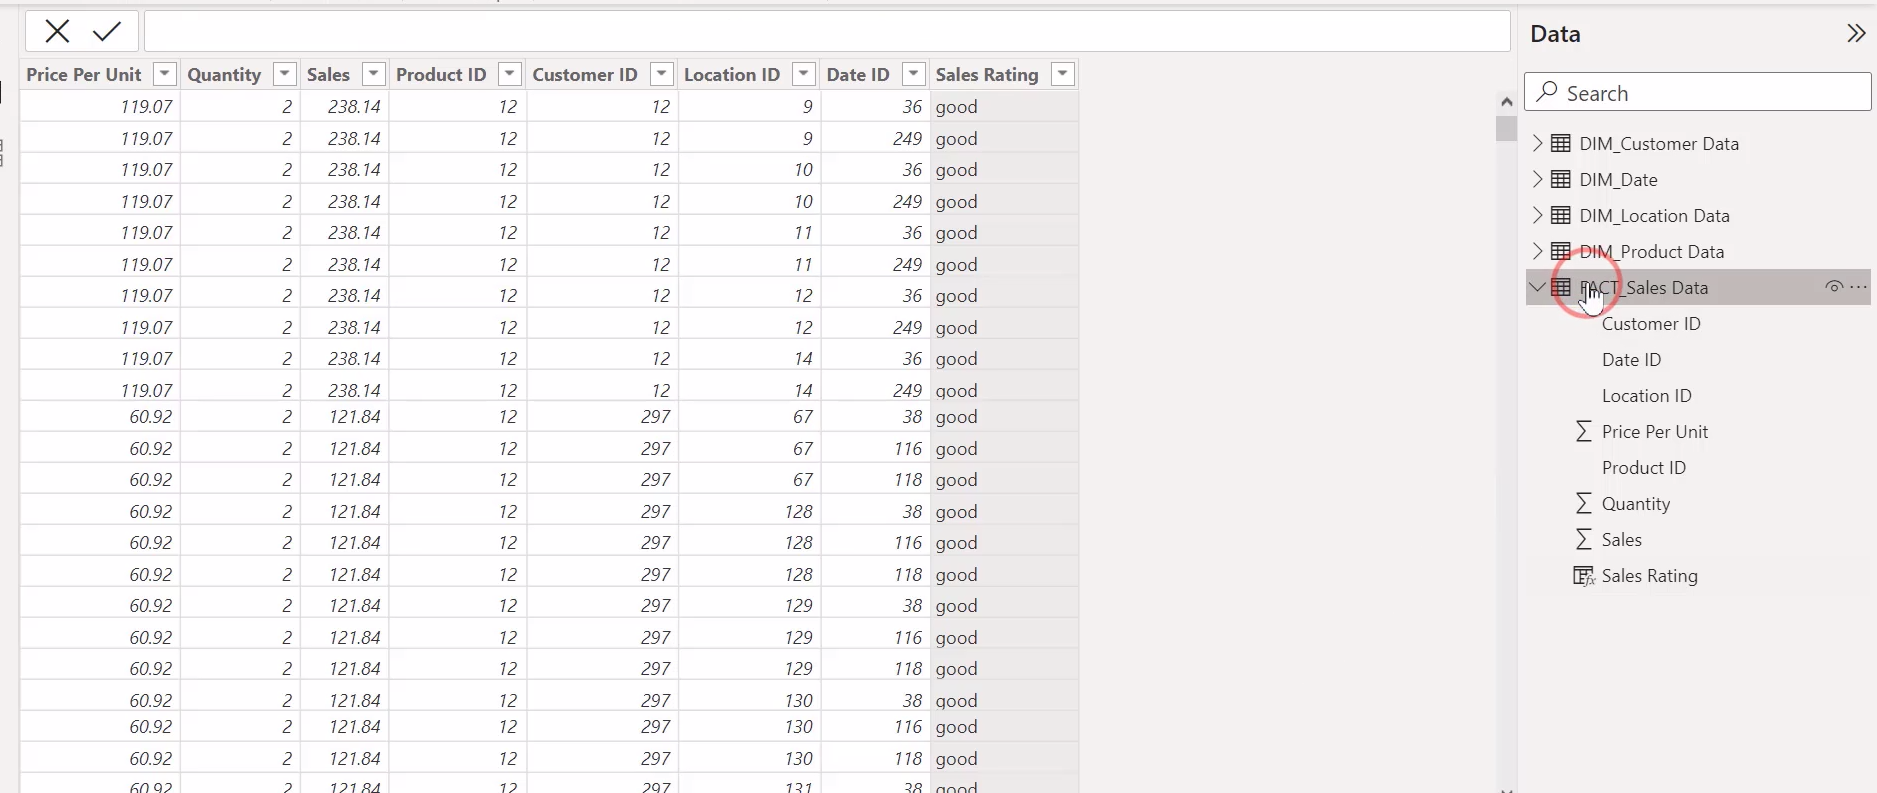 Data
Price Per Unit Quantity Sales Product ID Customer ID Location ID Date ID Sales Rating
119.07 2 238.14 12 12 9 36 good
119.07 2 238.14 12 12 9 249 good
119.07 2 238.14 12 12 10 36 good
119.07 2 238.14 12 12 10 249 good
119.07 2 238.14 12 12 11 36 good
119.07 2 238.14 12 12 11 249 good
119.07 2 238.14 12 12 12 36 good
119.07 2 238.14 12 12 12 249 good
119.07 2 238.14 12 12 14 36 good
119.07 2 238.14 12 12 14 249 good
60.92 2 121.84 12 297 67 38 good
60.92 2 121.84 12 297 67 116 good
60.92 2 121.84 12 297 67 118 good
60.92 2 121.84 12 297 128 38 good
60.92 2 121.84 12 297 128 116 good
60.92 2 121.84 12 297 128 118 good
60.92 2 121.84 12 297 129 38 good
60.92 2 121.84 12 297 129 116 good
60.92 2 121.84 12 297 129 118 good
60.92 2 121.84 12 297 130 38 good
60.92 2 121.84 12 297 130 116 good
60.92 2 121.84 12 297 130 118 good
60.92 2 121.84 12 297 131 38 good
Search
DIM_Customer Data
DIM_Date
DIM_Location Data
DIM_Product Data
FACT_Sales Data
Customer ID
Date ID
Location ID
Price Per Unit
Product ID
Quantity
Sales
Sales Rating